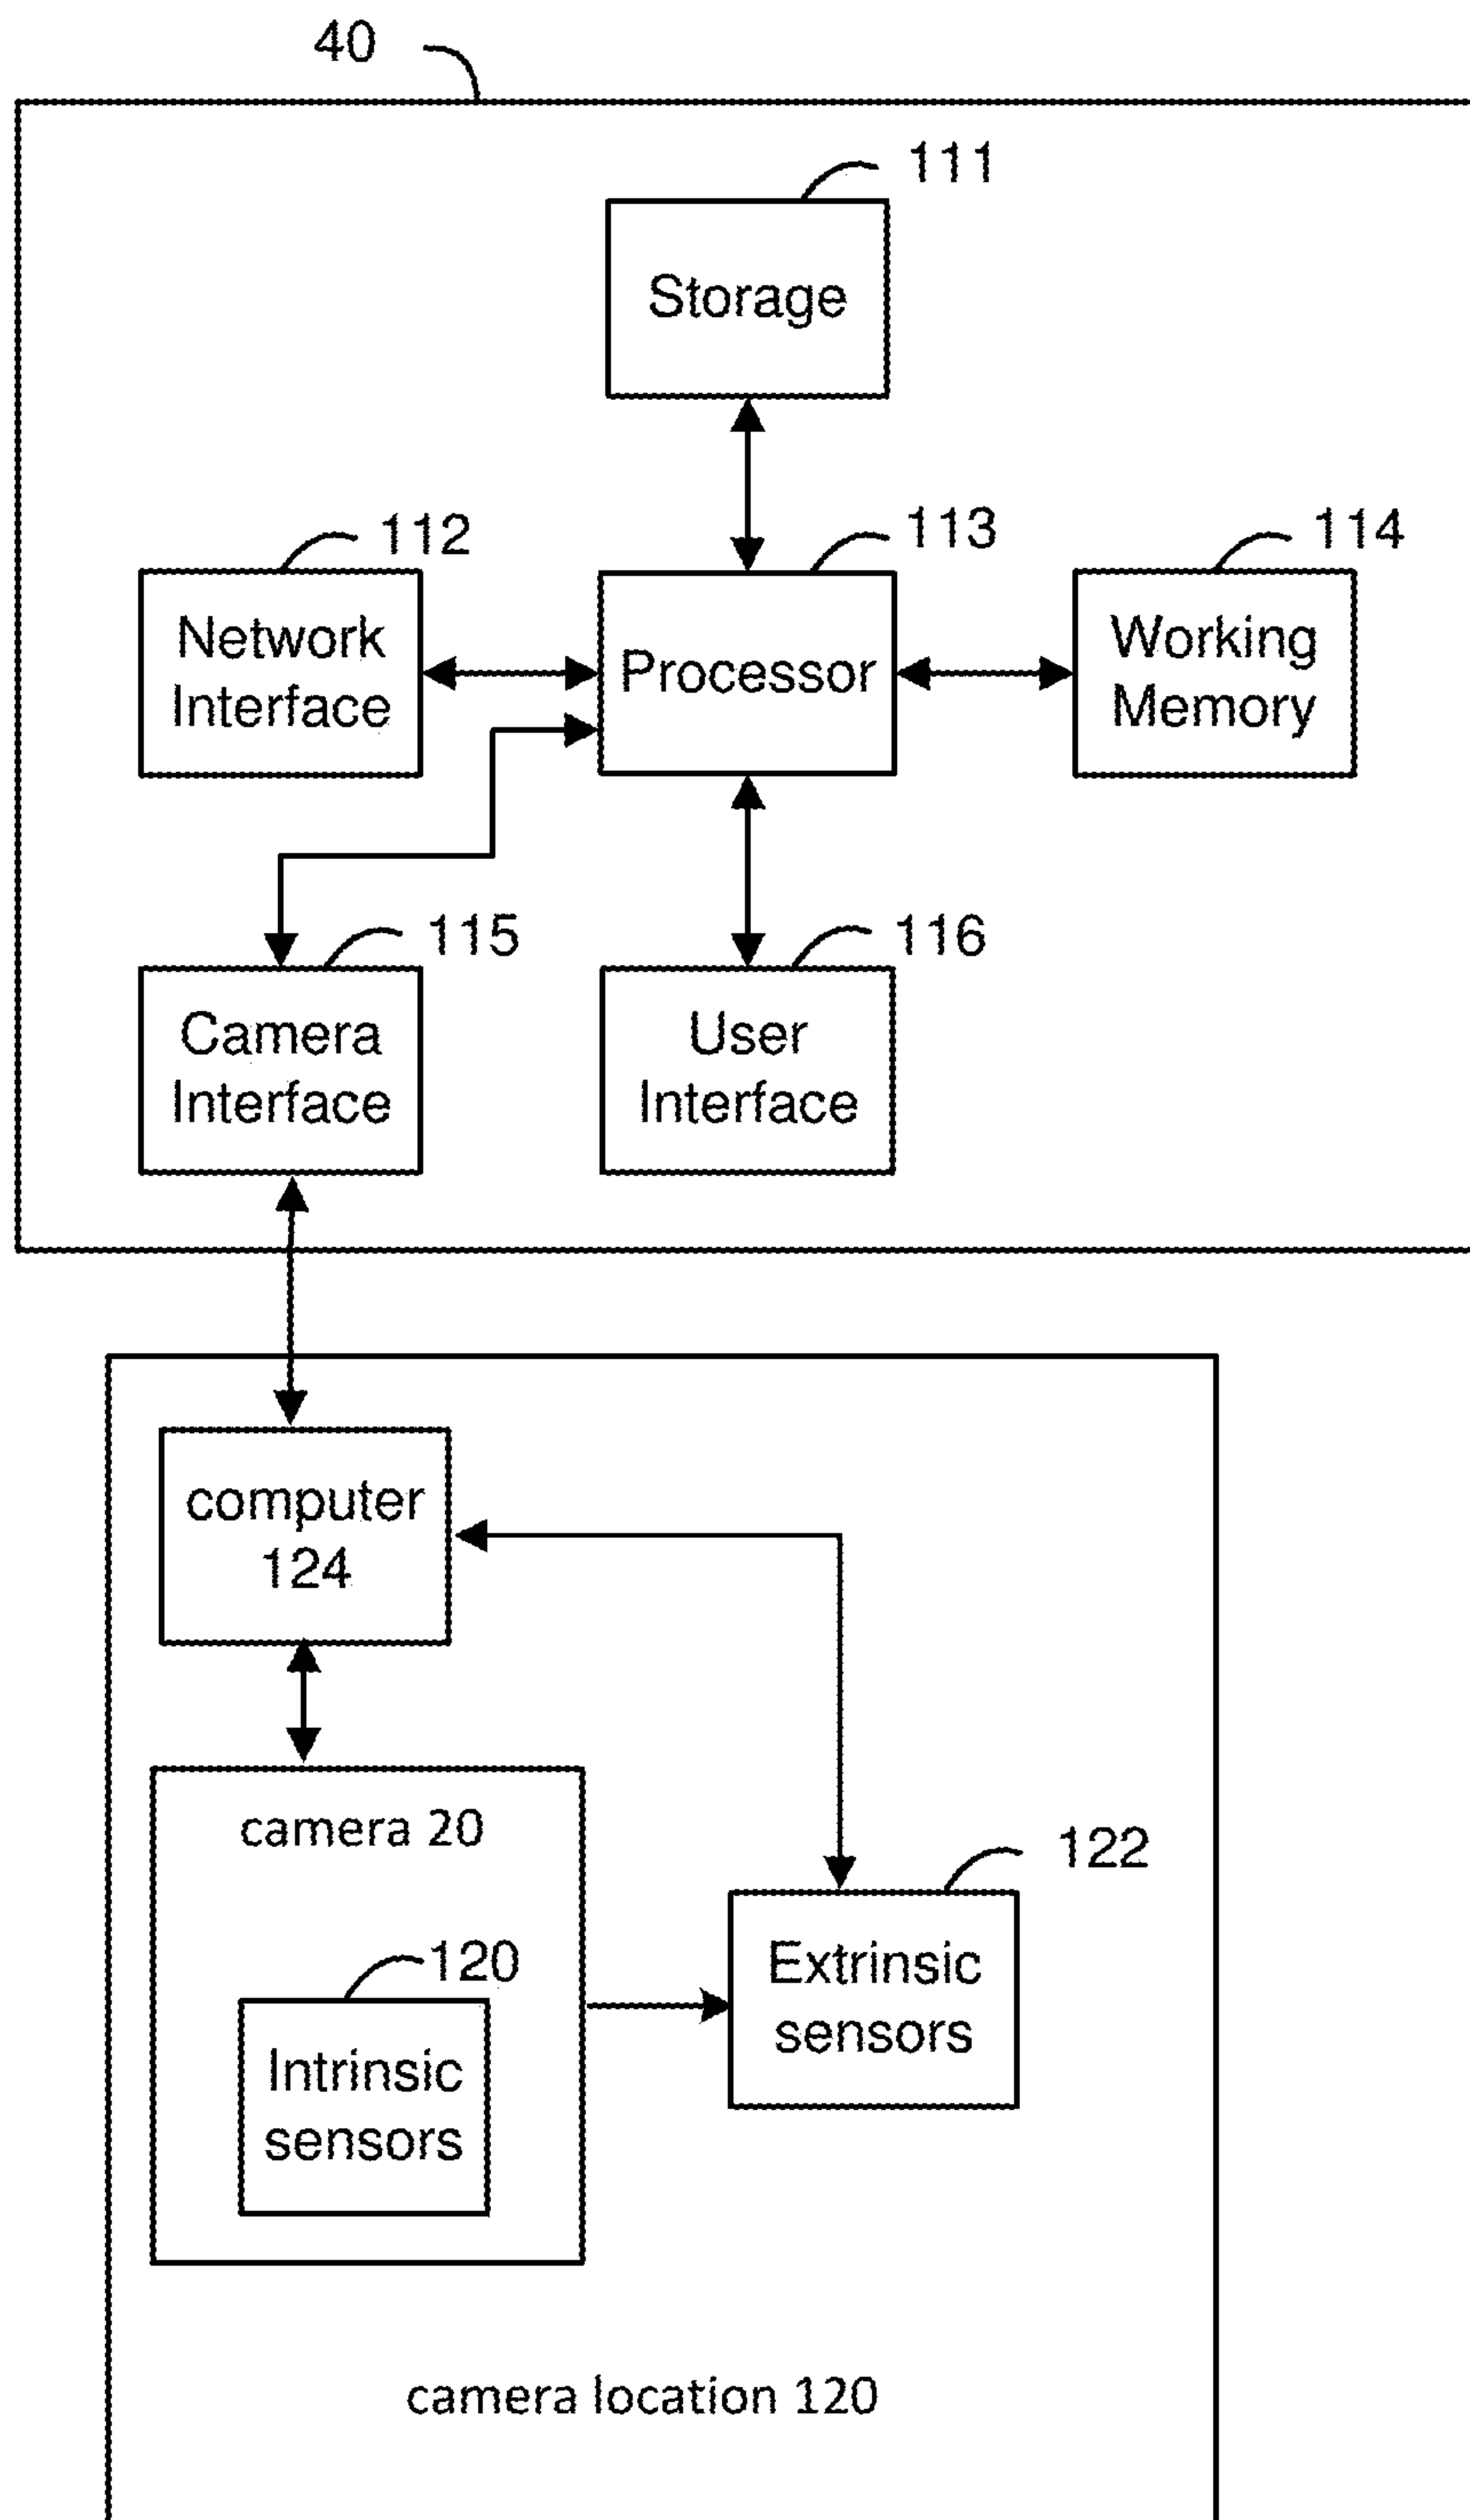 40
111
Storage
112
113
114
Network
Interface
Processor
Working
Memory
115
116
Camera
Interface
User
Interface
computer
124
camera 20
122
120
Extrinsic
sensors
Intrinsic
sensors
camera location 120